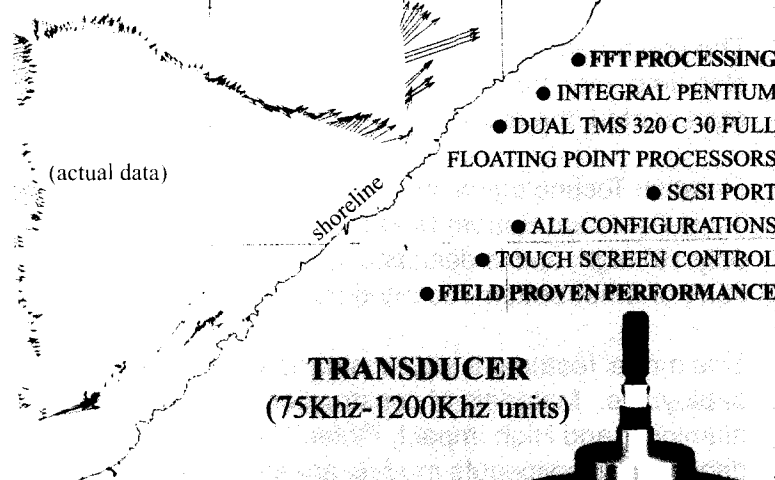 ● FFT PROCESSING
● INTEGRAL PENTIUM
● DUAL TMS 320 C 30 FULL
FLOATING POINT PROCESSORS
● SCSI PORT
● ALL CONFIGURATIONS
● TOUCH SCREEN CONTROL
● FIELD PROVEN PERFORMANCE
(actual data)
shoreline
TRANSDUCER
(75Khz-1200Khz units)